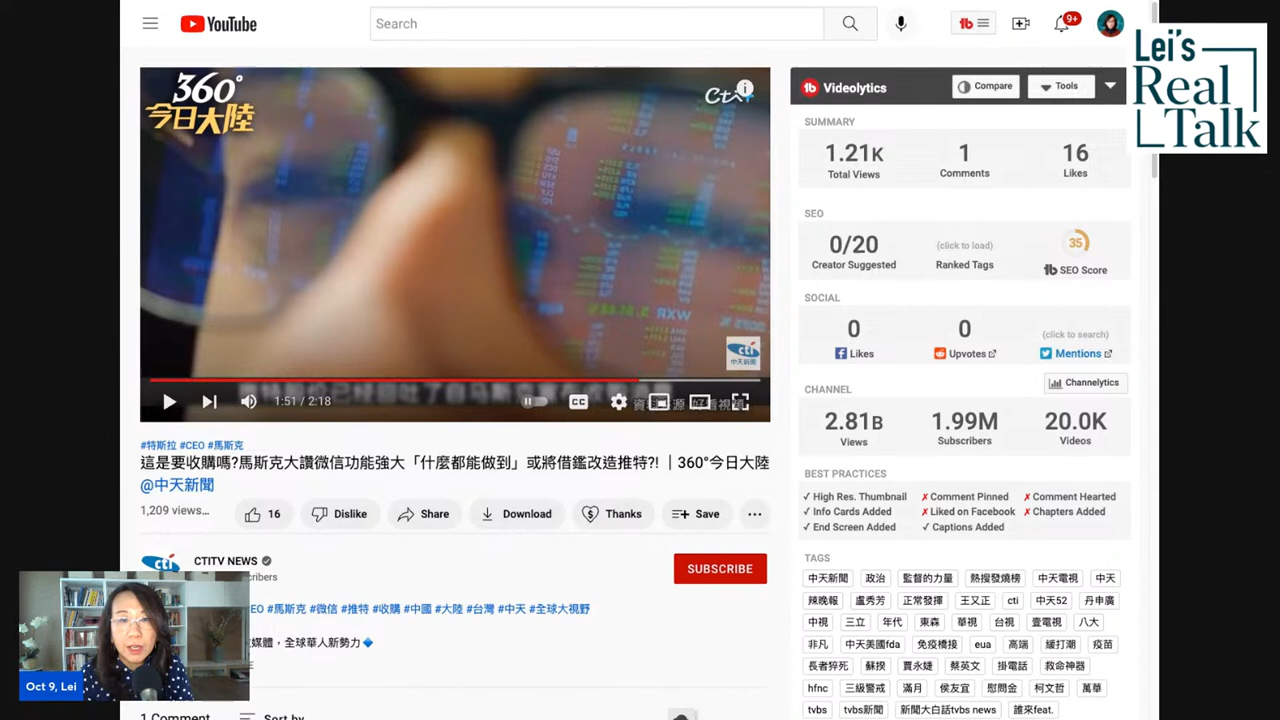 YouTube
Search
9+
Lei's
Real
Talk
360°
今日大陸
Videolytics
Compare
Tools
SUMMARY
1.21K
1
16
Total Views
Comments
Likes
SEO
0/20
(click to load)
35
Creator Suggested
Ranked Tags
tb SEO Score
SOCIAL
0
0
(click to search)
Likes
Upvotes
Mentions
CHANNEL
Channelytics
2.81B
1.99M
20.0K
Views
Subscribers
Videos
BEST PRACTICES
✓ High Res. Thumbnail
✗ Comment Pinned
✗ Comment Hearted
✓ Info Cards Added
✗ Liked on Facebook
✗ Chapters Added
✓ End Screen Added
✓ Captions Added
TAGS
中天新聞 政治 監督的力量 熱搜發燒榜 中天電視 中天
辣晚報 盧秀芳 正常發揮 王又正 cti 中天52 丹申廣
中視 三立 年代 東森 華視 台視 壹電視 八大
非凡 中天美國fda 免疫橋接 eua 高端 緩打潮 疫苗
長者猝死 蘇揆 賈永婕 蔡英文 掛電話 救命神器
hfnc 三級警戒 滿月 侯友宜 慰問金 柯文哲 萬華
tvbs tvbs新聞 新聞大白話tvbs news 誰來feat.
cti
中天新聞
1:51 / 2:18
CC
#特斯拉 #CEO #馬斯克
這是要收購嗎?馬斯克大讚微信功能強大「什麼都能做到」或將借鑑改造推特?! ｜360°今日大陸
@中天新聞
1,209 views...
16
Dislike
Share
Download
Thanks
Save
CTITV NEWS
SUBSCRIBE
#馬斯克 #微信 #推特 #收購 #中國 #大陸 #台灣 #中天 #全球大視野
媒體，全球華人新勢力
1 Comment
Sort by
Oct 9, Lei